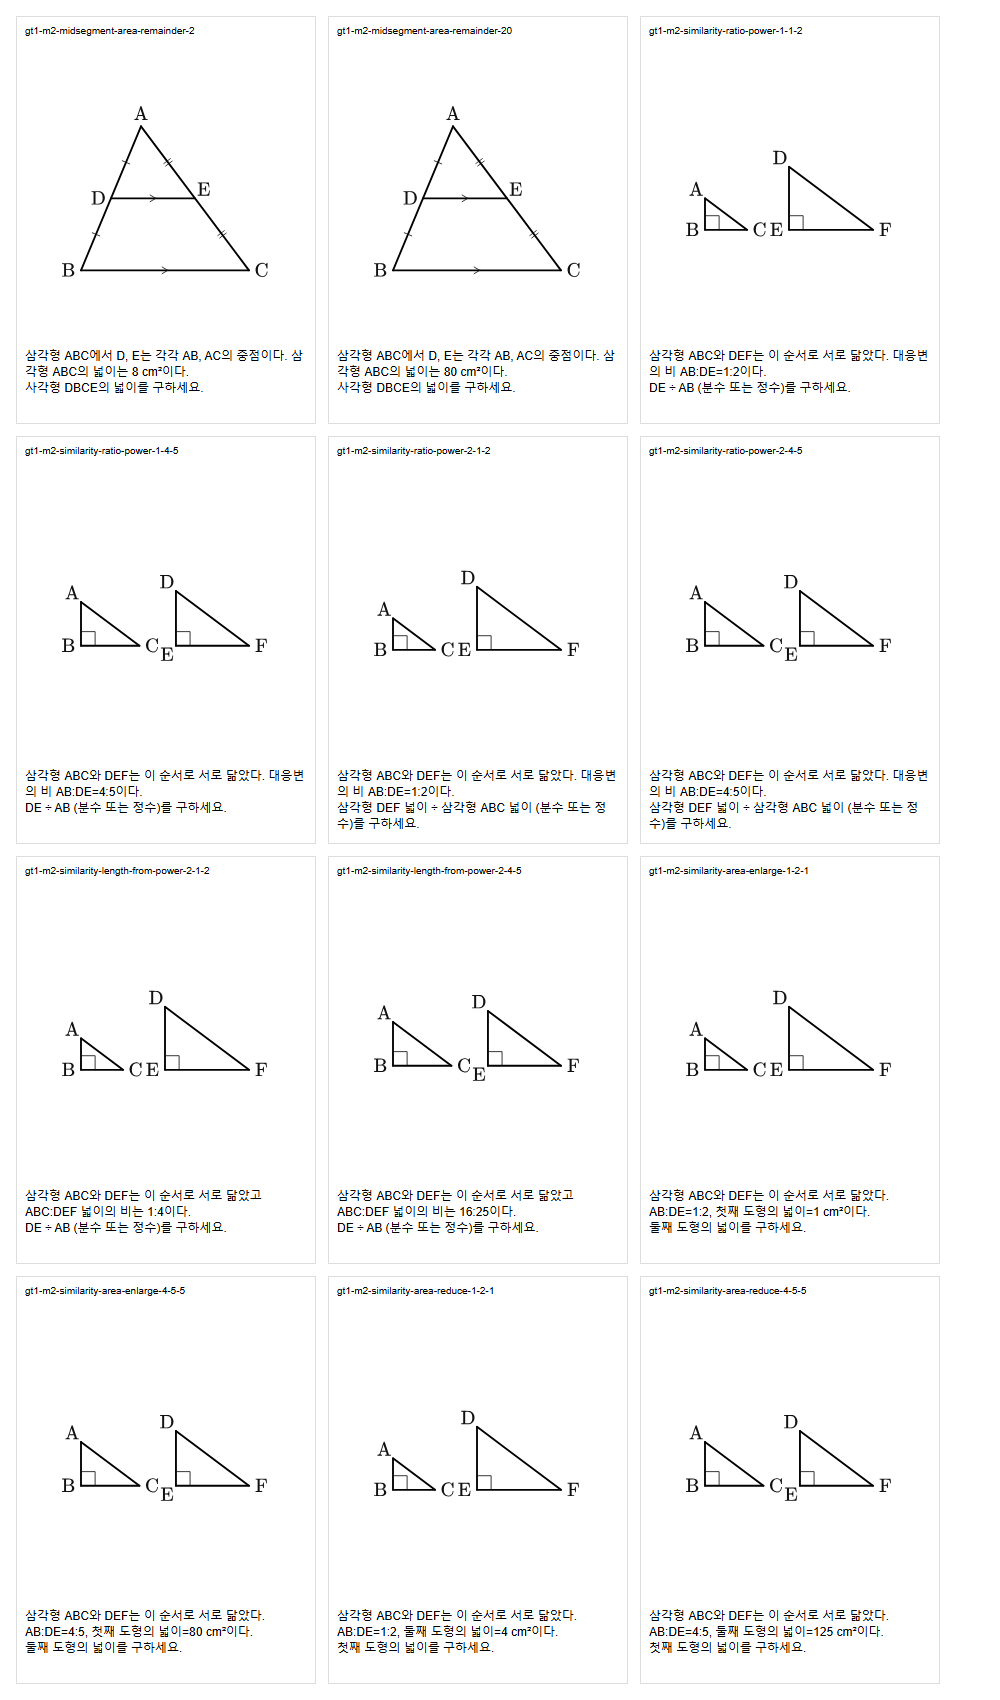 gt1-m2-midsegment-area-remainder-2
A
D
E
B
C
삼각형 ABC에서 D, E는 각각 AB, AC의 중점이다. 삼
각형 ABC의 넓이는 8 cm²이다.
사각형 DBCE의 넓이를 구하세요.
gt1-m2-midsegment-area-remainder-20
A
D
E
B
C
삼각형 ABC에서 D, E는 각각 AB, AC의 중점이다. 삼
각형 ABC의 넓이는 80 cm²이다.
사각형 DBCE의 넓이를 구하세요.
gt1-m2-similarity-ratio-power-1-1-2
D
A
B
C E
F
삼각형 ABC와 DEF는 이 순서로 서로 닮았다. 대응변
의 비 AB:DE=1:2이다.
DE ÷ AB (분수 또는 정수)를 구하세요.
gt1-m2-similarity-ratio-power-1-4-5
D
A
B
C
E
F
삼각형 ABC와 DEF는 이 순서로 서로 닮았다. 대응변
의 비 AB:DE=4:5이다.
DE ÷ AB (분수 또는 정수)를 구하세요.
gt1-m2-similarity-ratio-power-2-1-2
D
A
B
C E
F
삼각형 ABC와 DEF는 이 순서로 서로 닮았다. 대응변
의 비 AB:DE=1:2이다.
삼각형 DEF 넓이 ÷ 삼각형 ABC 넓이 (분수 또는 정
수)를 구하세요.
gt1-m2-similarity-ratio-power-2-4-5
D
A
B
C
E
F
삼각형 ABC와 DEF는 이 순서로 서로 닮았다. 대응변
의 비 AB:DE=4:5이다.
삼각형 DEF 넓이 ÷ 삼각형 ABC 넓이 (분수 또는 정
수)를 구하세요.
gt1-m2-similarity-length-from-power-2-1-2
D
A
B
C E
F
삼각형 ABC와 DEF는 이 순서로 서로 닮았고
ABC:DEF 넓이의 비는 1:4이다.
DE ÷ AB (분수 또는 정수)를 구하세요.
gt1-m2-similarity-length-from-power-2-4-5
D
A
B
C
E
F
삼각형 ABC와 DEF는 이 순서로 서로 닮았고
ABC:DEF 넓이의 비는 16:25이다.
DE ÷ AB (분수 또는 정수)를 구하세요.
gt1-m2-similarity-area-enlarge-1-2-1
D
A
B
C E
F
삼각형 ABC와 DEF는 이 순서로 서로 닮았다.
AB:DE=1:2, 첫째 도형의 넓이=1 cm²이다.
둘째 도형의 넓이를 구하세요.
gt1-m2-similarity-area-enlarge-4-5-5
D
A
B
C
E
F
삼각형 ABC와 DEF는 이 순서로 서로 닮았다.
AB:DE=4:5, 첫째 도형의 넓이=80 cm²이다.
둘째 도형의 넓이를 구하세요.
gt1-m2-similarity-area-reduce-1-2-1
D
A
B
C E
F
삼각형 ABC와 DEF는 이 순서로 서로 닮았다.
AB:DE=1:2, 둘째 도형의 넓이=4 cm²이다.
첫째 도형의 넓이를 구하세요.
gt1-m2-similarity-area-reduce-4-5-5
D
A
B
C
E
F
삼각형 ABC와 DEF는 이 순서로 서로 닮았다.
AB:DE=4:5, 둘째 도형의 넓이=125 cm²이다.
첫째 도형의 넓이를 구하세요.